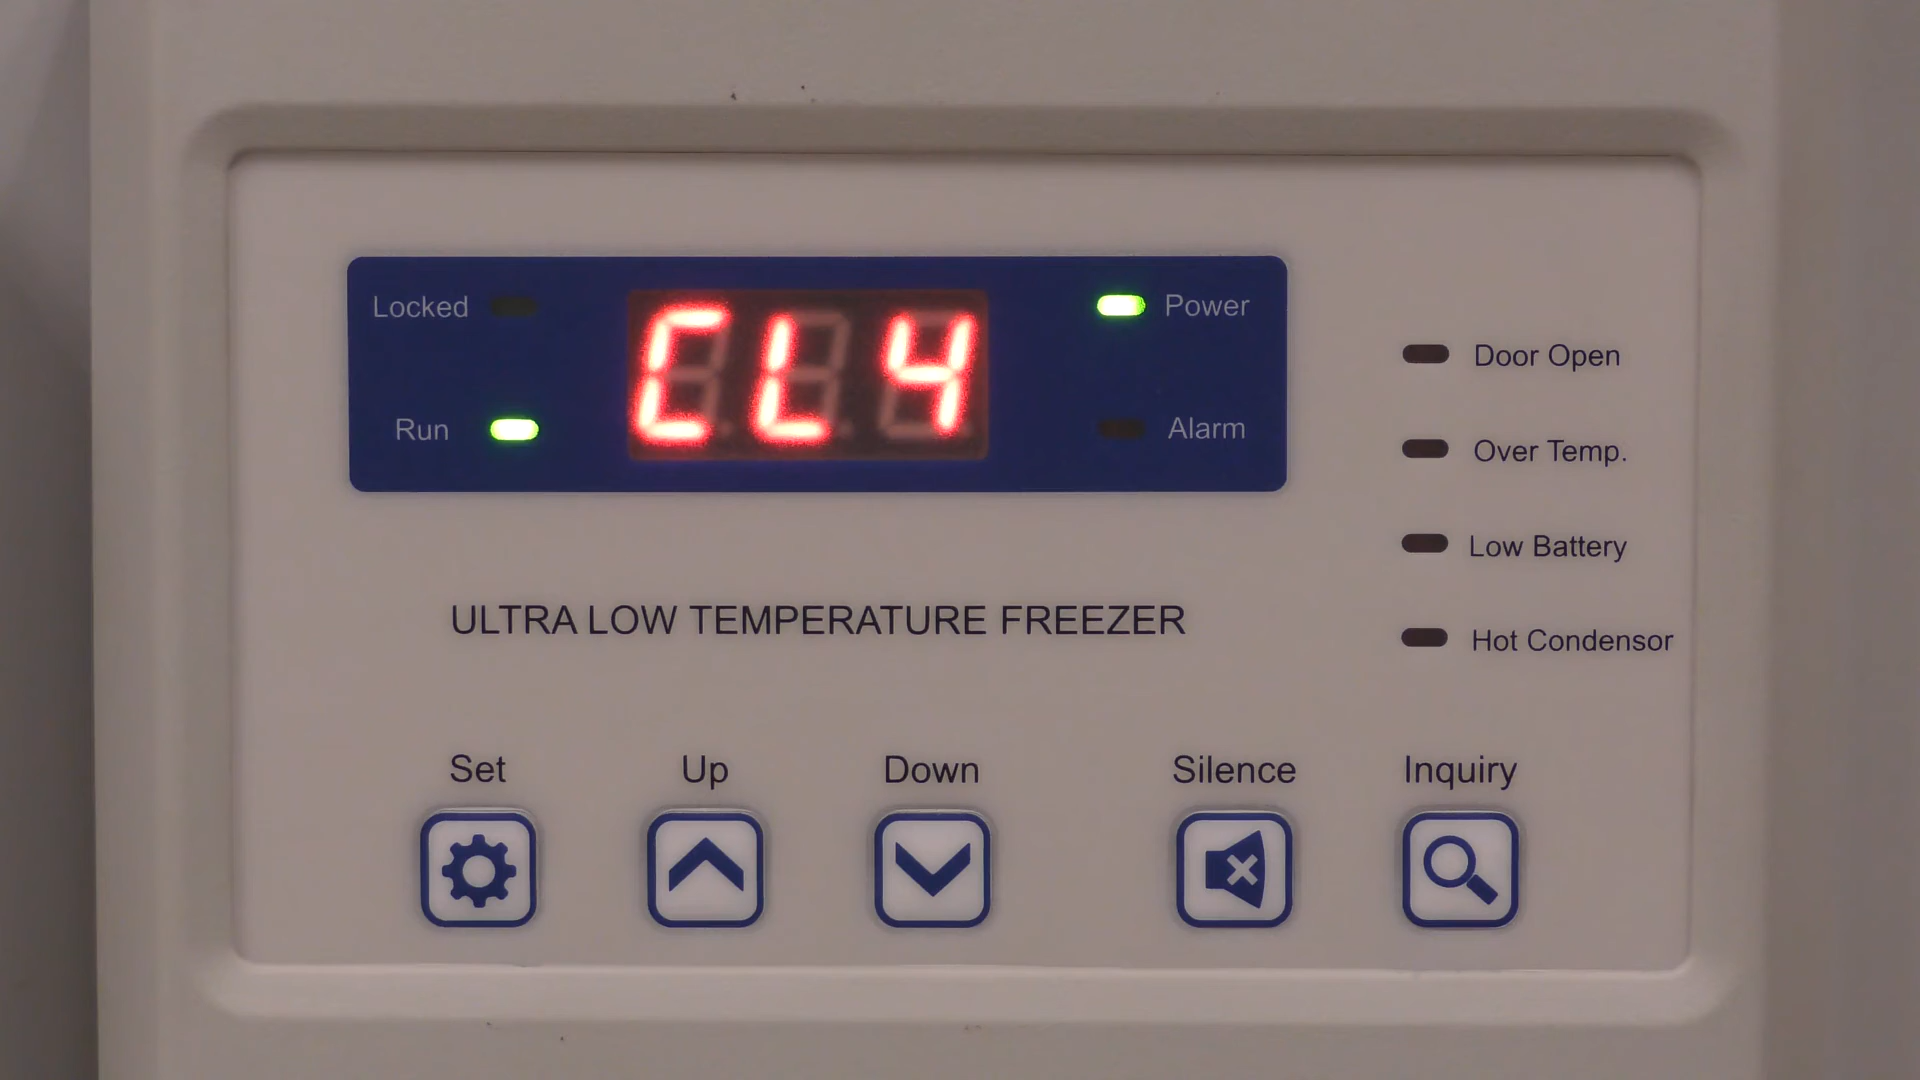 Locked
CL4
Power
Run
Alarm
Door Open
Over Temp.
Low Battery
Hot Condensor
ULTRA LOW TEMPERATURE FREEZER
Set
Up
Down
Silence
Inquiry